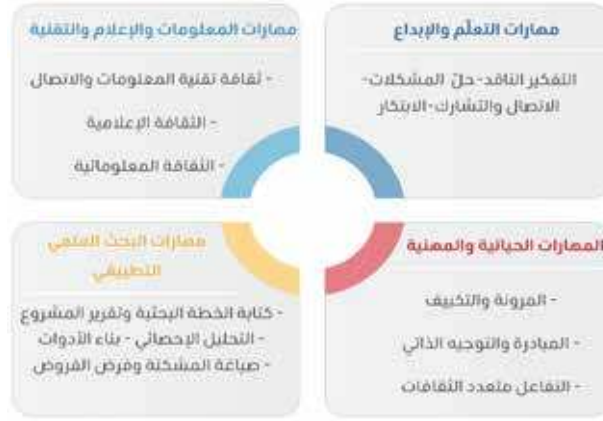 مهارات التعلّم والإبداع
التفكير الناقد-حلّ المشكلات-
الاتصال والتشارك-الابتكار
مهارات المعلومات والإعلام والتقنية
- ثقافة تقنية المعلومات والاتصال
- الثقافة الإعلامية
- الثقافة المعلوماتية
المهارات الحياتية والمهنية
- المرونة والتكييف
- المبادرة والتوجيه الذاتي
- التفاعل متعدد الثقافات
مهارات البحث العلمي
التطبيقي
- كتابة الخطة البحثية وتقرير المشروع
- التحليل الإحصائي - بناء الأدوات
- صياغة المشكلة وفرض الفروض